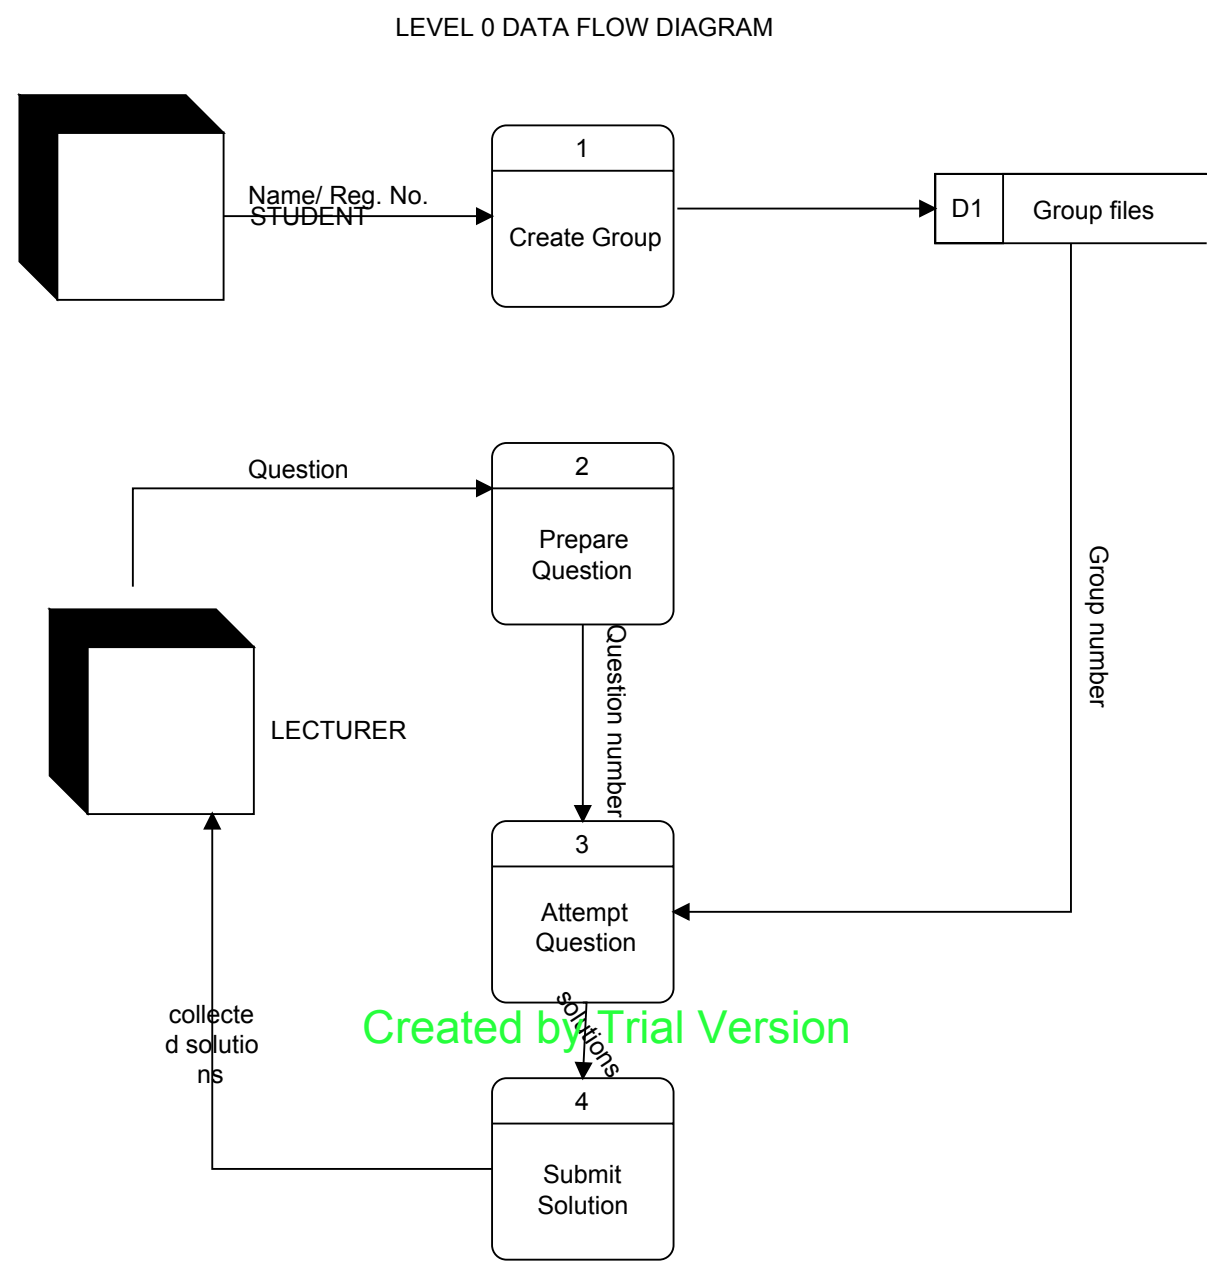 LEVEL 0 DATA FLOW DIAGRAM
1
Name/ Reg. No.
STUDENT
Create Group
D1
Group files
Question
2
Prepare
Question
Question number
Group number
LECTURER
3
Attempt
Question
solutions
collecte
d solutio
ns
Created by Trial Version
4
Submit
Solution